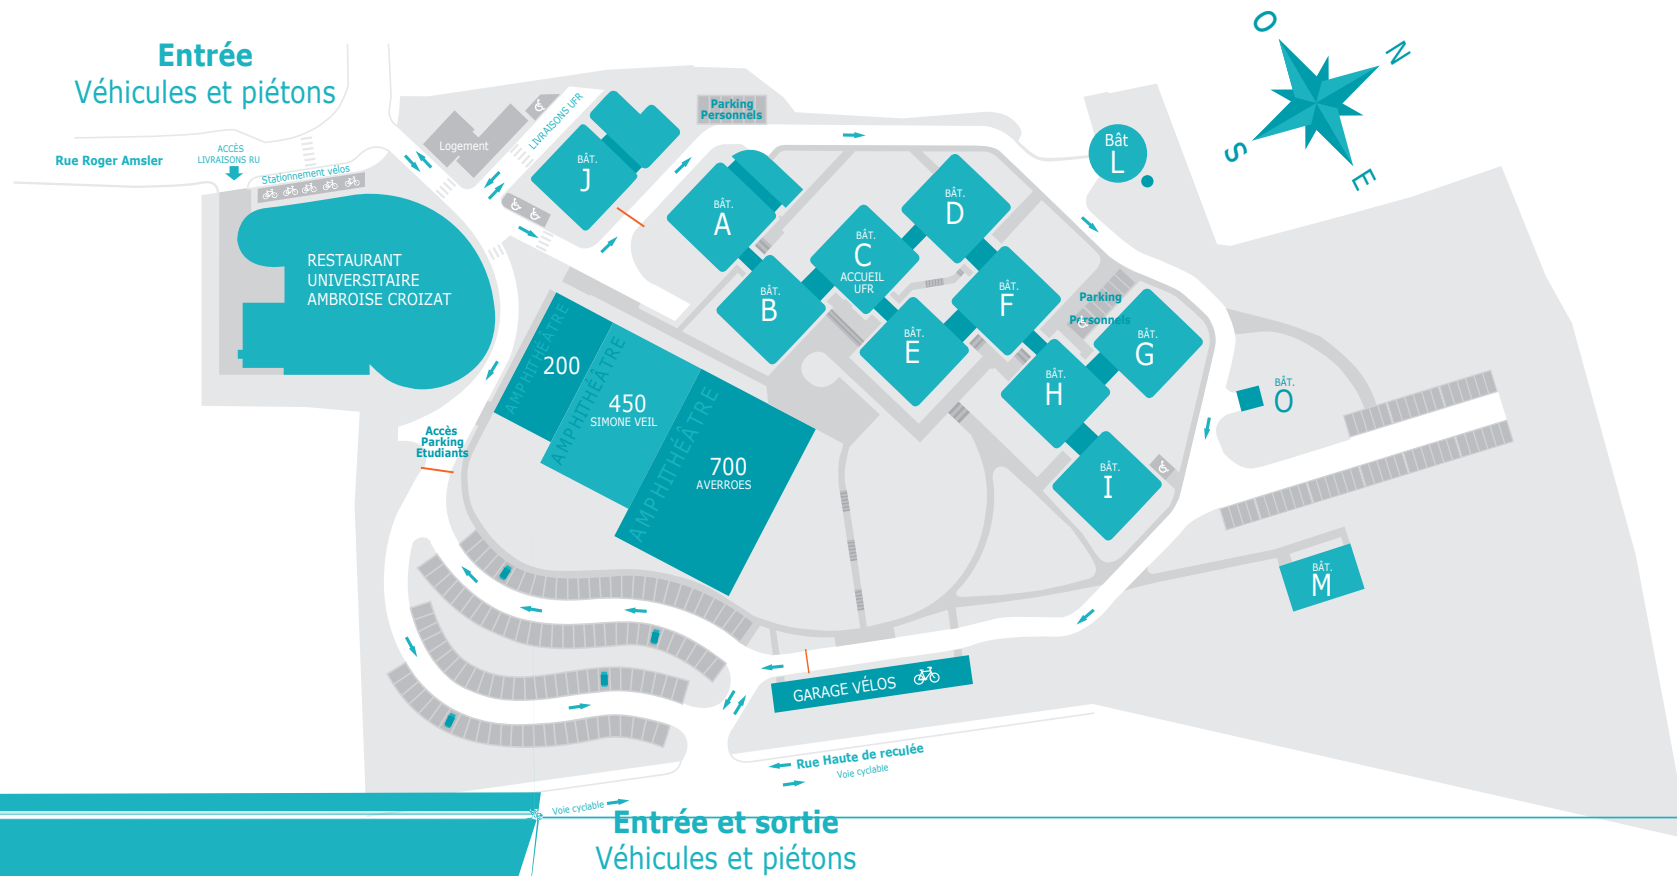 Entrée
Véhicules et piétons
Rue Roger Amsler
ACCÈS
LIVRAISONS RU
Stationnement vélos
Logement
LIVRAISONS UFR
BÂT.
J
Parking
Personnels
BÂT.
A
BÂT.
B
BÂT.
C
ACCUEIL
UFR
BÂT.
D
BÂT.
E
BÂT.
F
Parking
Personnels
BÂT.
G
BÂT.
H
BÂT.
I
Bât
L
O
N
S
E
BÂT.
O
BÂT.
M
RESTAURANT
UNIVERSITAIRE
AMBROISE CROIZAT
AMPHITHÉÂTRE
200
AMPHITHÉÂTRE
450
SIMONE VEIL
AMPHITHÉÂTRE
700
AVERROES
Accès
Parking
Etudiants
GARAGE VÉLOS
Rue Haute de reculée
Voie cyclable
Voie cyclable
Entrée et sortie
Véhicules et piétons